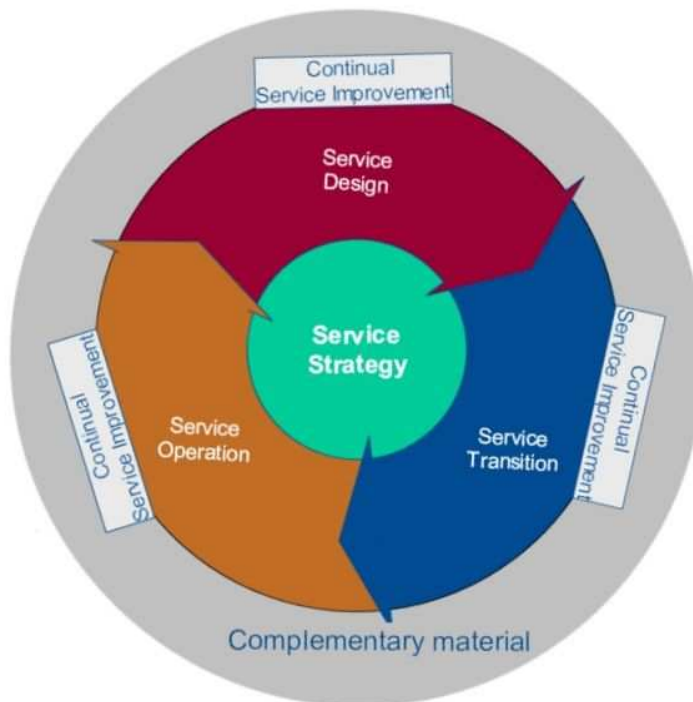 Continual
Service Improvement
Service
Design
Service
Strategy
Continual
Service Improvement
Service
Operation
Service
Transition
Continual
Service Improvement
Complementary material